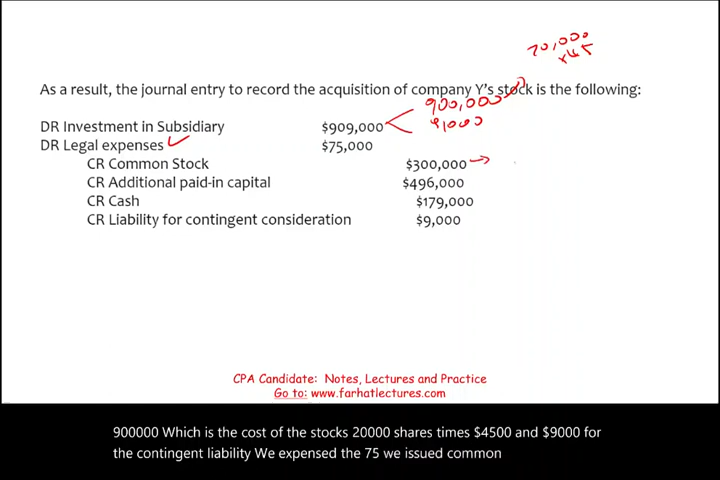 70,000
x45
As a result, the journal entry to record the acquisition of company Y's stock is the following:
900,000
DR Investment in Subsidiary $909,000
9,000
DR Legal expenses $75,000
CR Common Stock $300,000
CR Additional paid-in capital $496,000
CR Cash $179,000
CR Liability for contingent consideration $9,000
CPA Candidate: Notes, Lectures and Practice
Go to: www.farhatlectures.com
900000 Which is the cost of the stocks 20000 shares times $4500 and $9000 for
the contingent liability We expensed the 75 we issued common